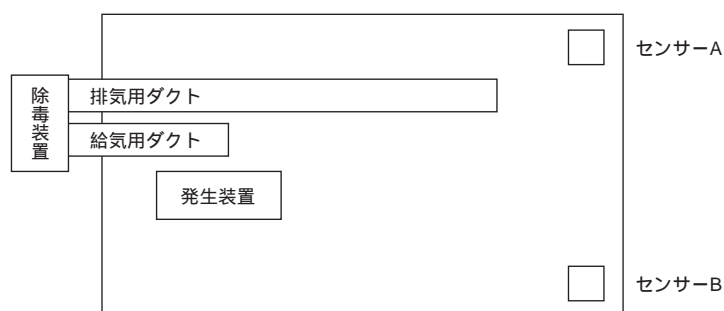 センサーA
除毒装置
排気用ダクト
給気用ダクト
発生装置
センサーB